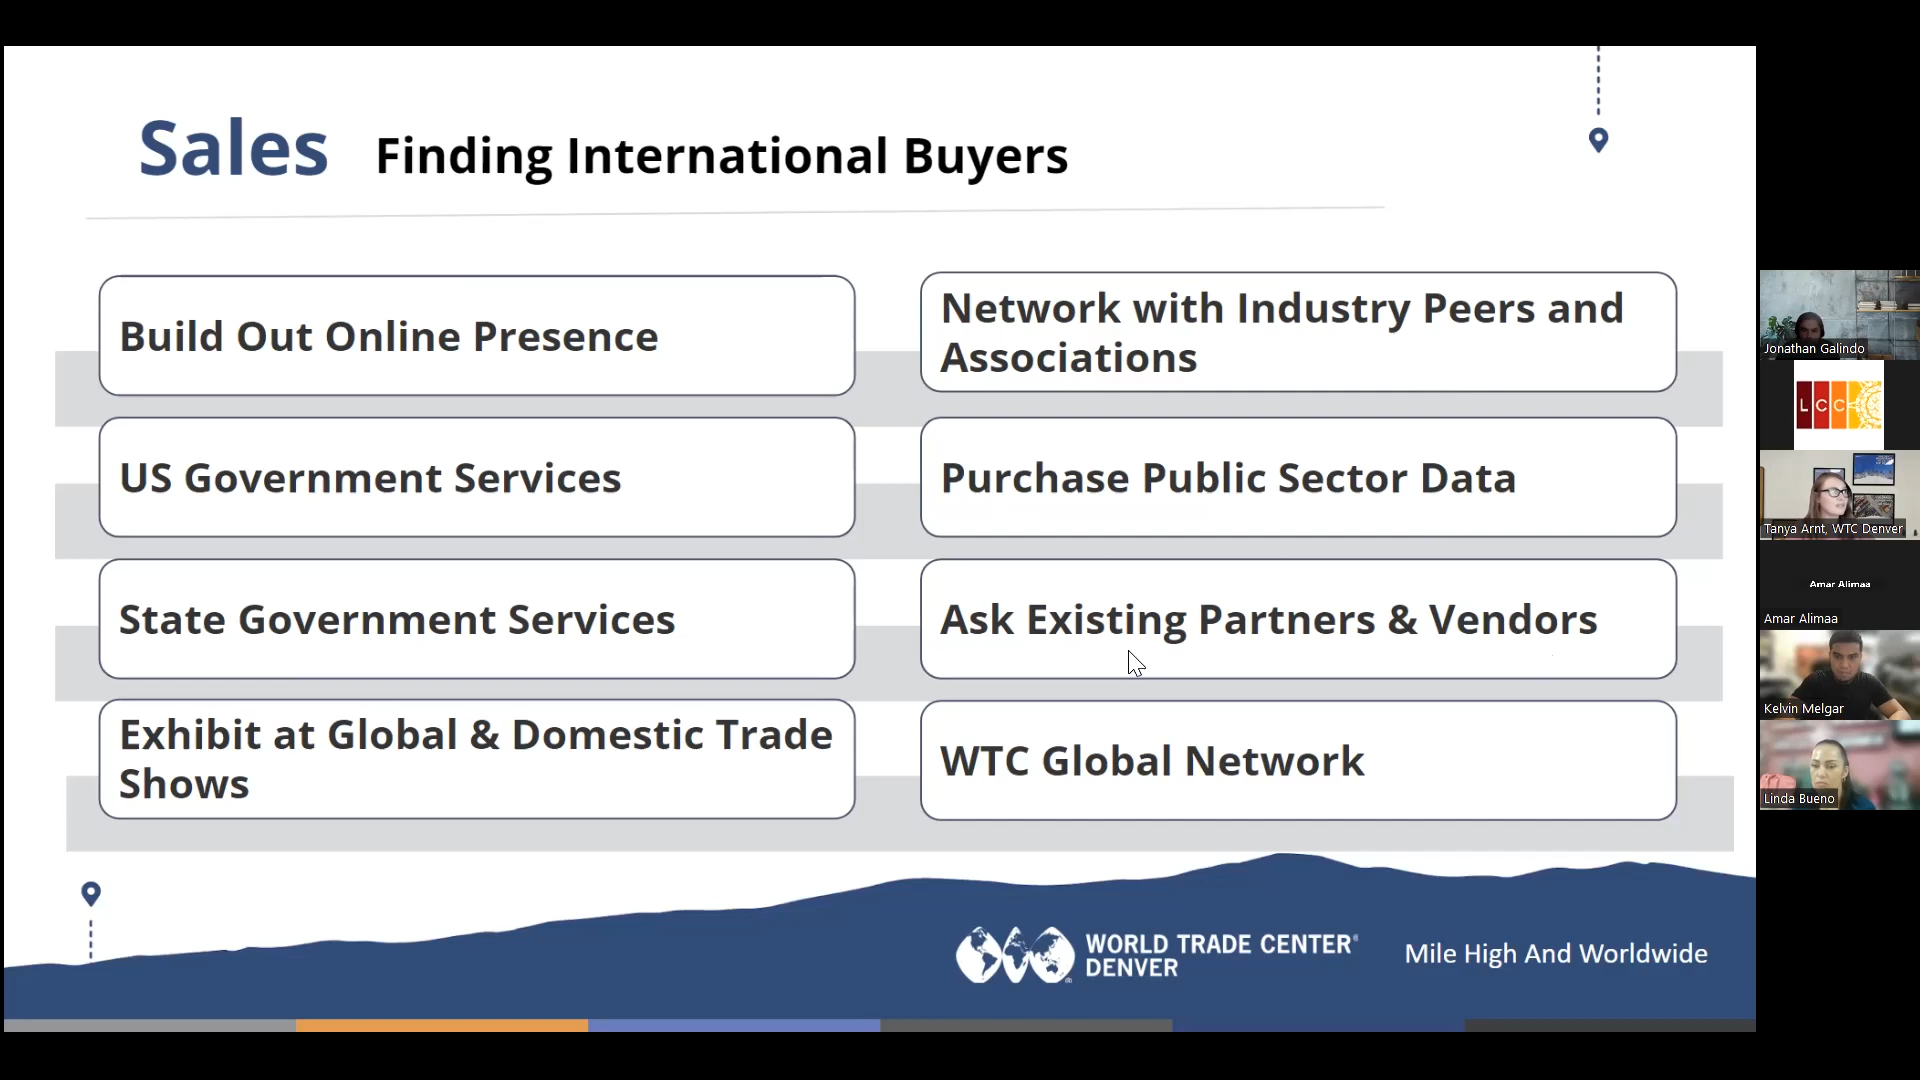 Sales Finding International Buyers
Build Out Online Presence
Network with Industry Peers and
Associations
US Government Services
Purchase Public Sector Data
State Government Services
Ask Existing Partners & Vendors
Exhibit at Global & Domestic Trade
Shows
WTC Global Network
WORLD TRADE CENTER®
DENVER
Mile High And Worldwide
Jonathan Galindo
LCC
Tanya Arnt, WTC Denver
Amar Alimaa
Amar Alimaa
Kelvin Melgar
Linda Bueno